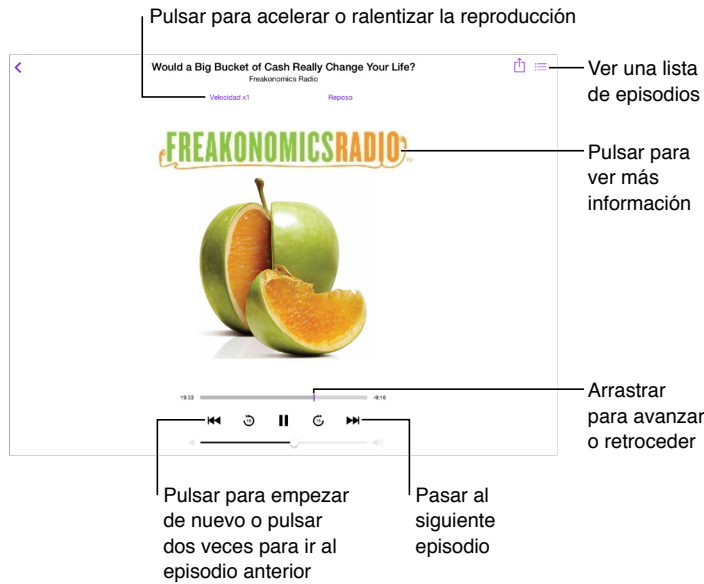 Pulsar para acelerar o ralentizar la reproducción
Would a Big Bucket of Cash Really Change Your Life?
Freakonomics Radio
Velocidad x1
Reposo
Ver una lista
de episodios
FREAKONOMICSRADIO
Pulsar para
ver más
información
19:53
-9:16
15
15
Arrastrar
para avanzar
o retroceder
Pulsar para empezar
de nuevo o pulsar
dos veces para ir al
episodio anterior
Pasar al
siguiente
episodio